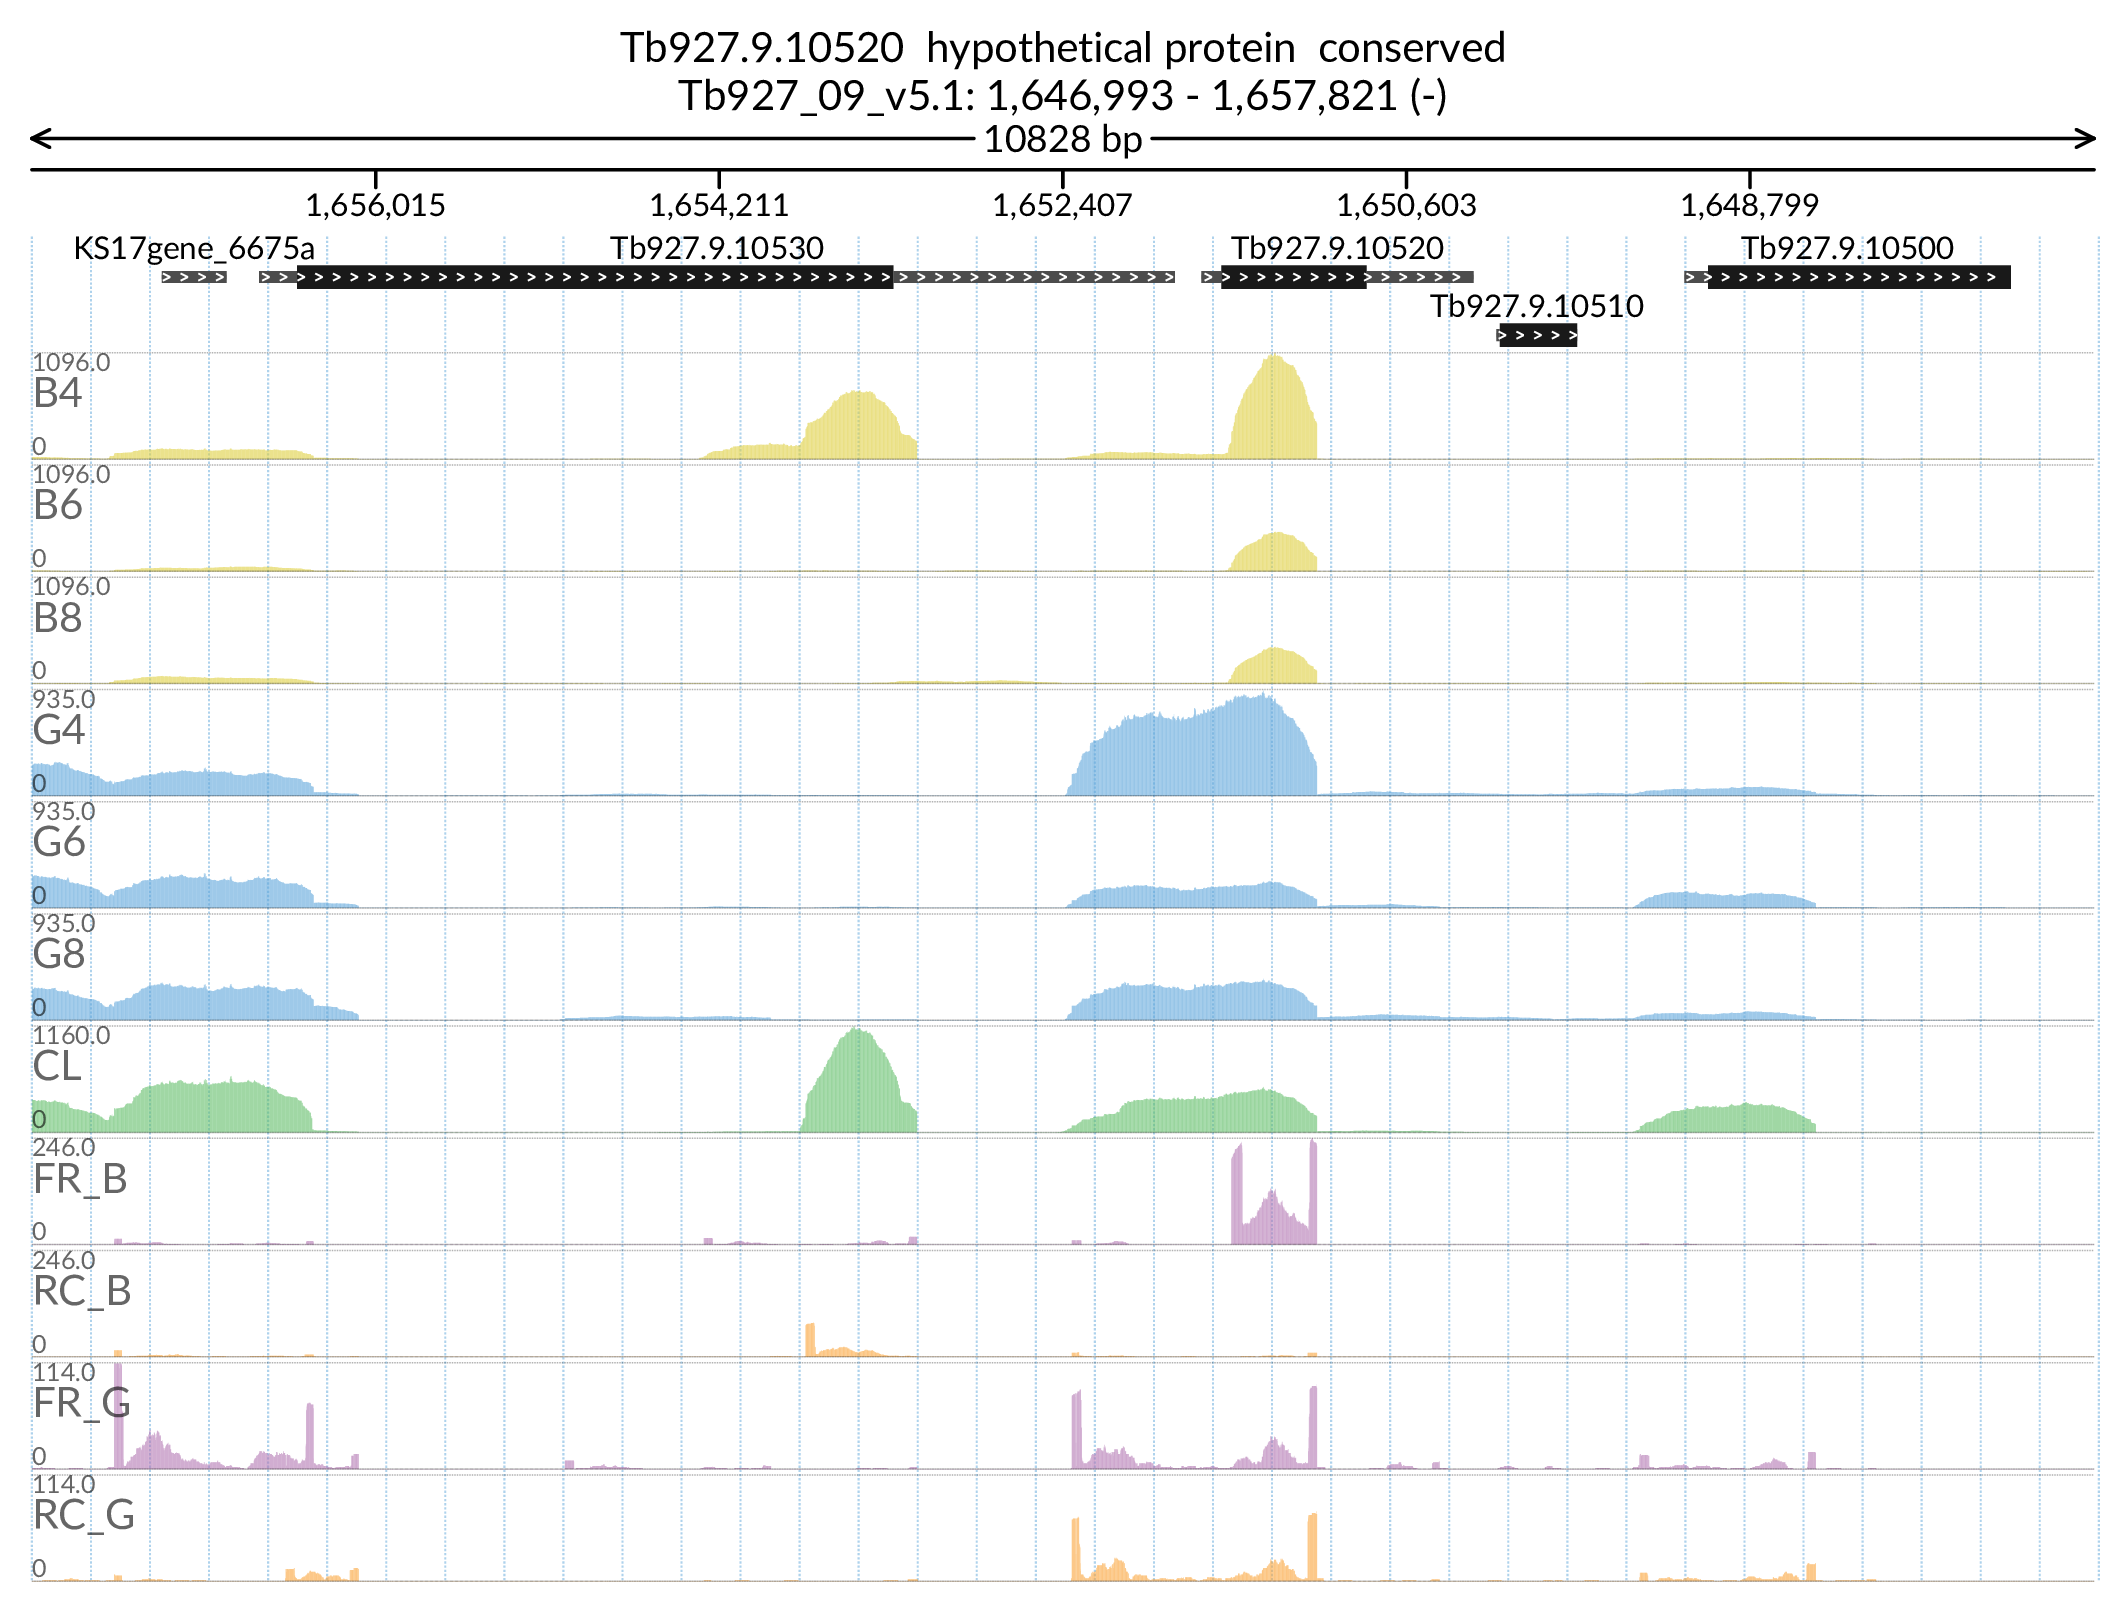 Tb927.9.10520 hypothetical protein conserved
Tb927_09_v5.1: 1,646,993 - 1,657,821 (-)
10828 bp
1,656,015 1,654,211 1,652,407 1,650,603 1,648,799
KS17gene_6675a Tb927.9.10530 Tb927.9.10520 Tb927.9.10500
Tb927.9.10510
1096.0
B4
0
1096.0
B6
0
1096.0
B8
0
935.0
G4
0
935.0
G6
0
935.0
G8
0
1160.0
CL
0
246.0
FR_B
0
246.0
RC_B
0
114.0
FR_G
0
114.0
RC_G
0